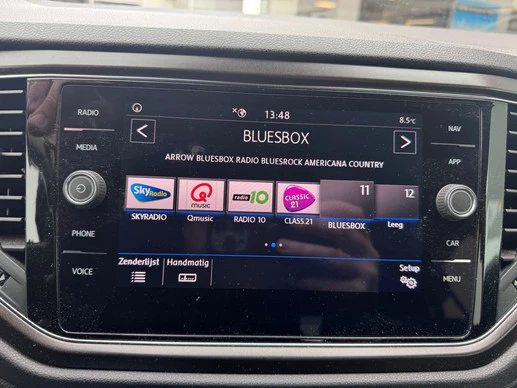 RADIO
MEDIA
PHONE
VOICE
13:48
8.5°C
< BLUESBOX >
ARROW BLUESBOX RADIO BLUESROCK AMERICANA COUNTRY
Sky Radio
Q music
radio 10
CLASSIC 21
11
12
SKYRADIO
Qmusic
RADIO 10
CLASS.21
BLUESBOX
Leeg
Zenderlijst
Handmatig
Setup
NAV
APP
CAR
MENU